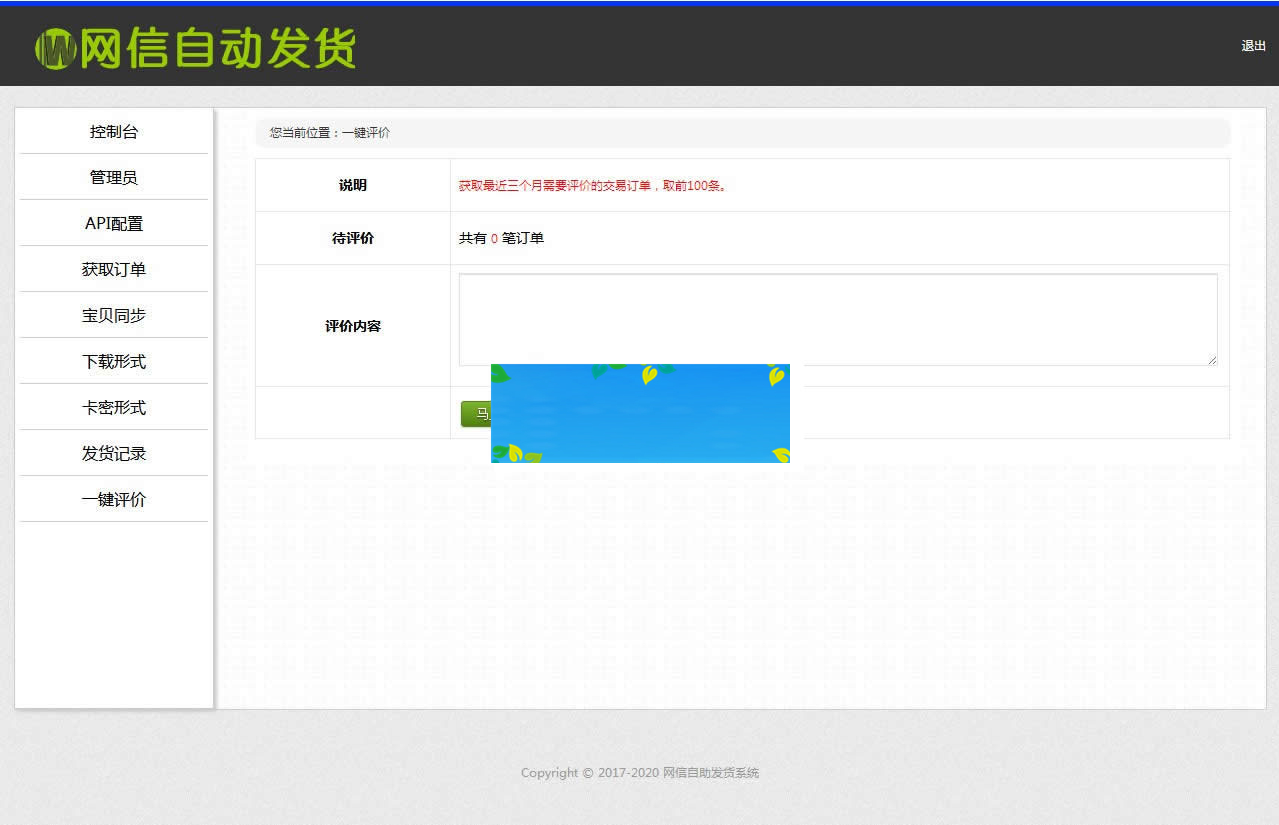 网信自动发货
退出
控制台
管理员
API配置
获取订单
宝贝同步
下载形式
卡密形式
发货记录
一键评价
您当前位置：一键评价
说明
获取最近三个月需要评价的交易订单，取前100条。
待评价
共有 0 笔订单
评价内容
马
Copyright © 2017-2020 网信自助发货系统